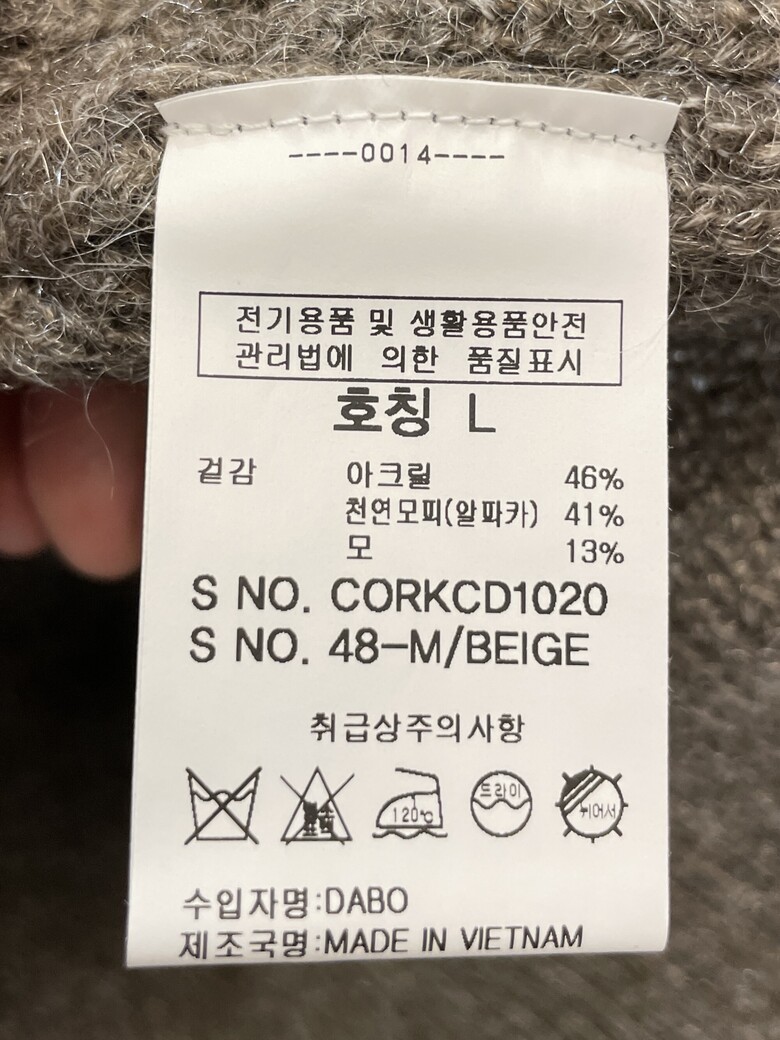 ----0014----
전기용품 및 생활용품안전
관리법에 의한 품질표시
호칭 L
겉감 아크릴 46%
천연모피(알파카) 41%
모 13%
S NO. CORKCD1020
S NO. 48-M/BEIGE
취급상주의사항
120℃ 드라이 뉘어서
수입자명:DABO
제조국명:MADE IN VIETNAM